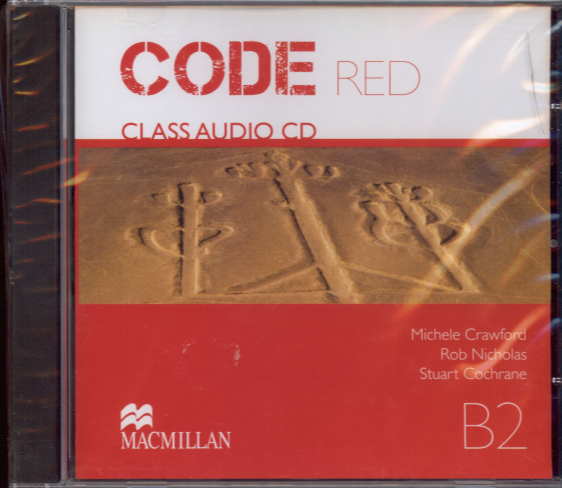 CODE RED
CLASS AUDIO CD
Michele Crawford
Rob Nicholas
Stuart Cochrane
MACMILLAN
B2